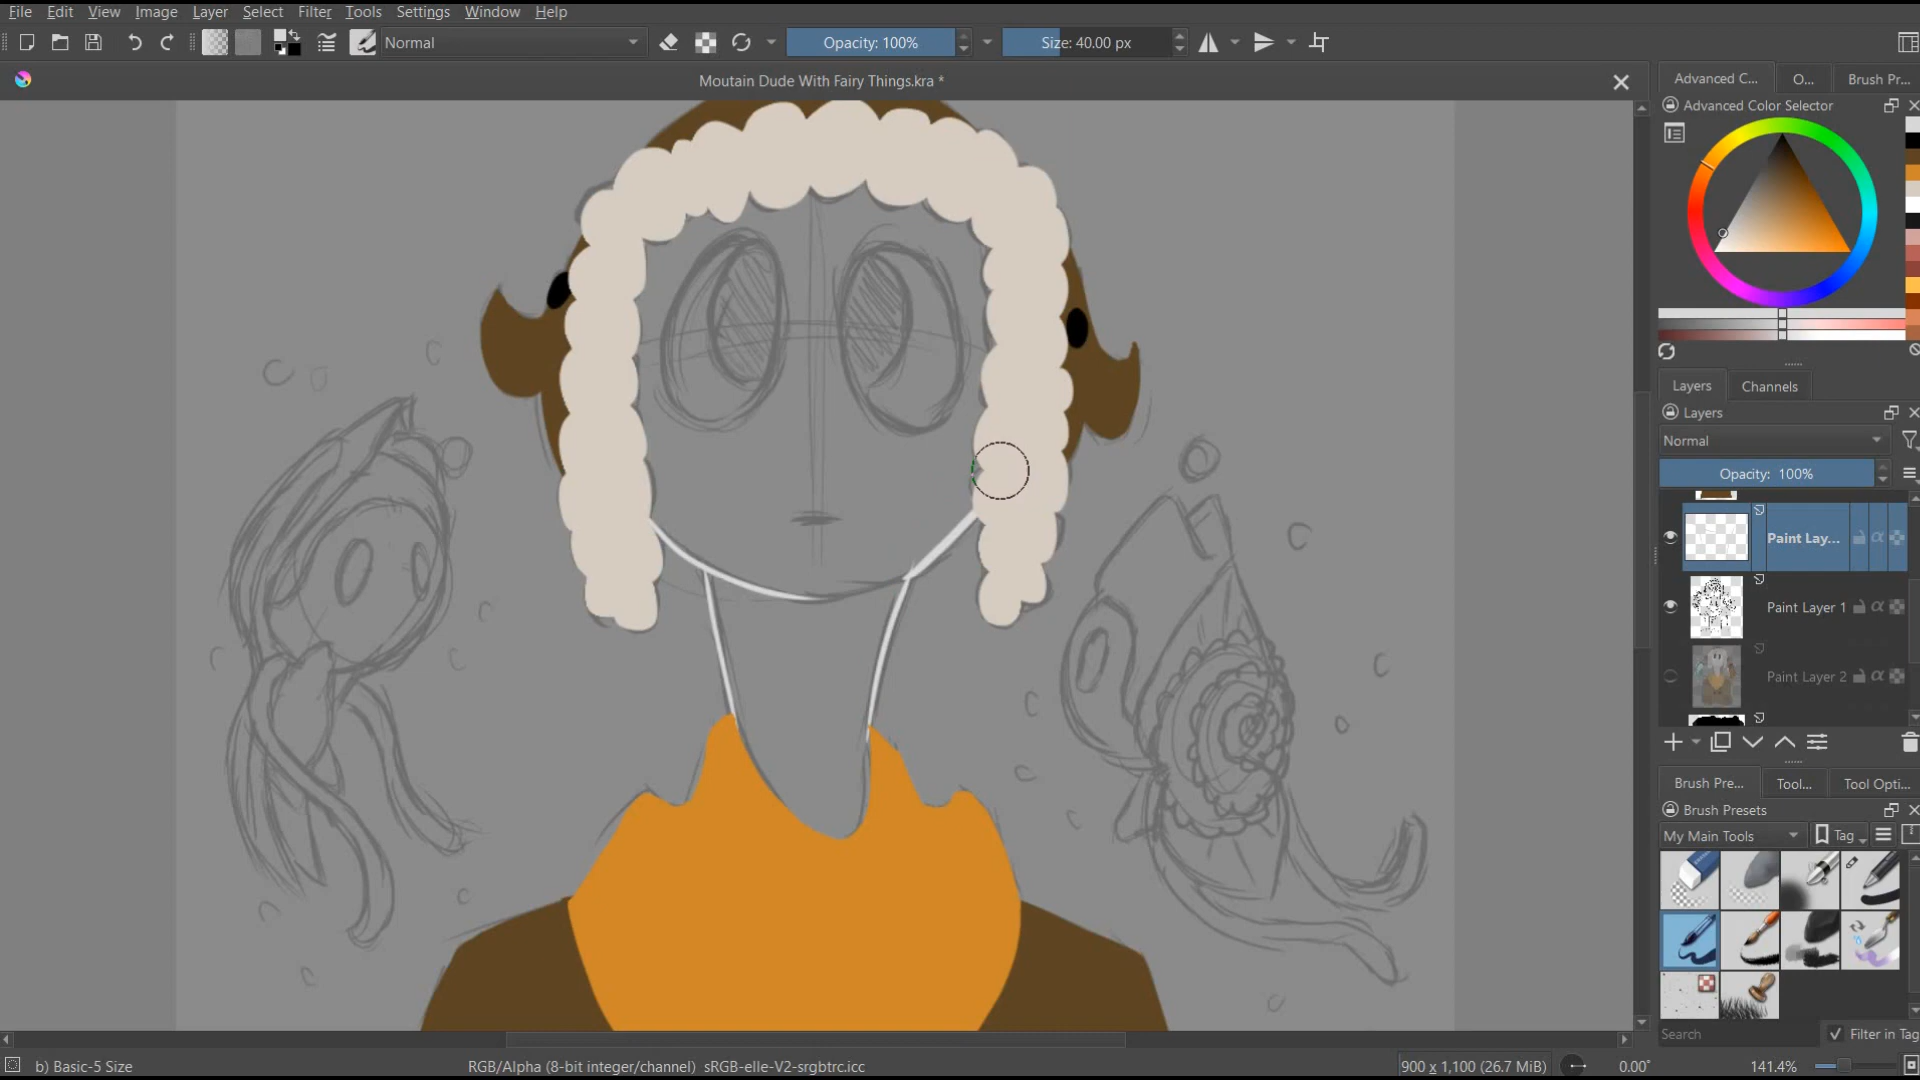 File Edit View Image Layer Select Filter Tools Settings Window Help
Normal
Opacity: 100%
Size: 40.00 px
Moutain Dude With Fairy Things.kra *
Advanced C...
O...
Brush Pr...
Advanced Color Selector
Layers
Channels
Layers
Normal
Opacity: 100%
Paint Lay...
Paint Layer 1
Paint Layer 2
Brush Pre...
Tool...
Tool Opti...
Brush Presets
My Main Tools
Tag
Search
Filter in Tag
b) Basic-5 Size
RGB/Alpha (8-bit integer/channel) sRGB-elle-V2-srgbtrc.icc
900 x 1,100 (26.7 MiB)
0.00°
141.4%